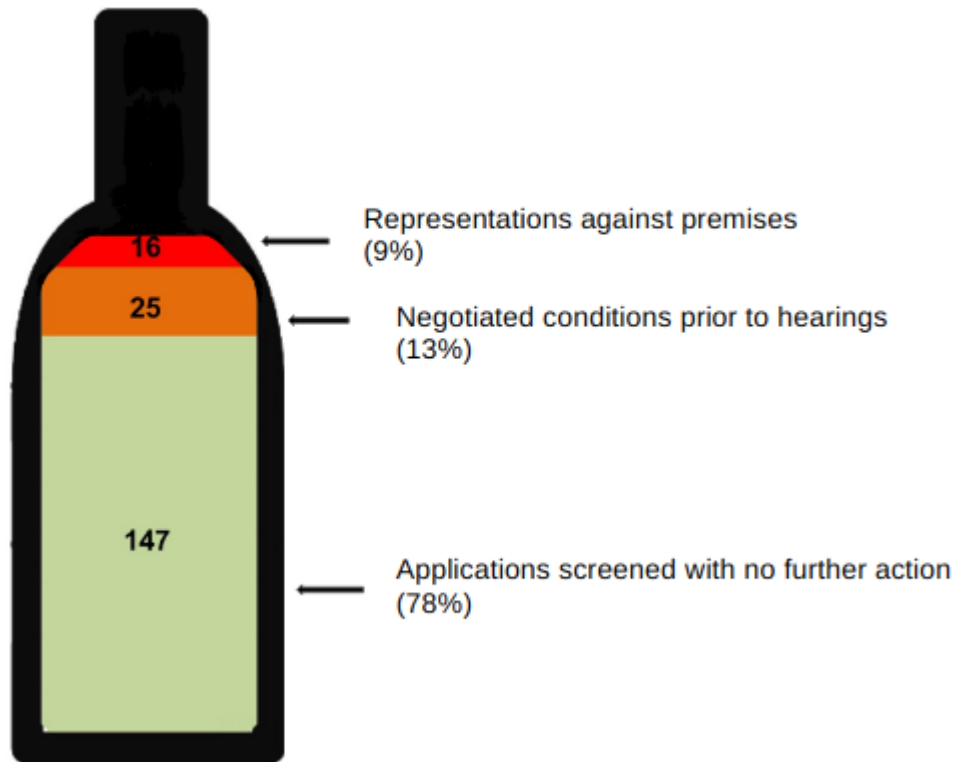 16
Representations against premises
(9%)
25
Negotiated conditions prior to hearings
(13%)
147
Applications screened with no further action
(78%)